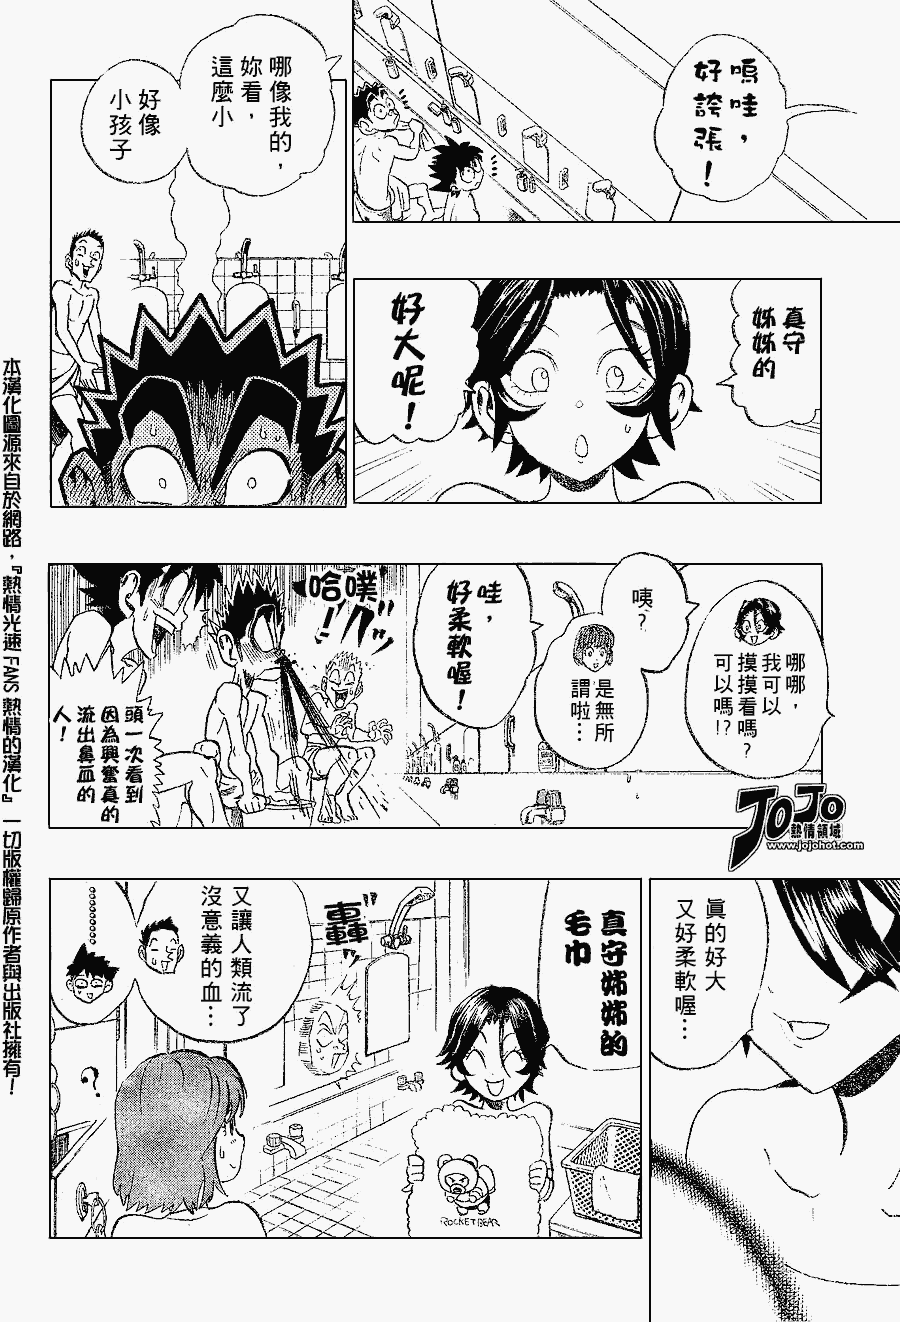 嗚哇，
好誇張！
哪像我的，
妳看，
這麼小
好像
小孩子
真守
姊姊的
好大呢！
哪哪，
我可以
摸摸看嗎？
可以嗎！？
咦？
是無所
謂啦…
哇，
好柔軟喔！
噗
哈！
頭一次看到
因為興奮真的
流出鼻血的
人！
JOJO
熱情領域
www.jojohot.com
真的好大
又好柔軟喔…
真守姊姊的
毛巾
轟
ROCKET BEAR
又讓人類流了
沒意義的血…
？
本漢化圖源來自於網路，『熱情光速FANS熱情的漢化』一切版權歸原作者與出版社擁有！